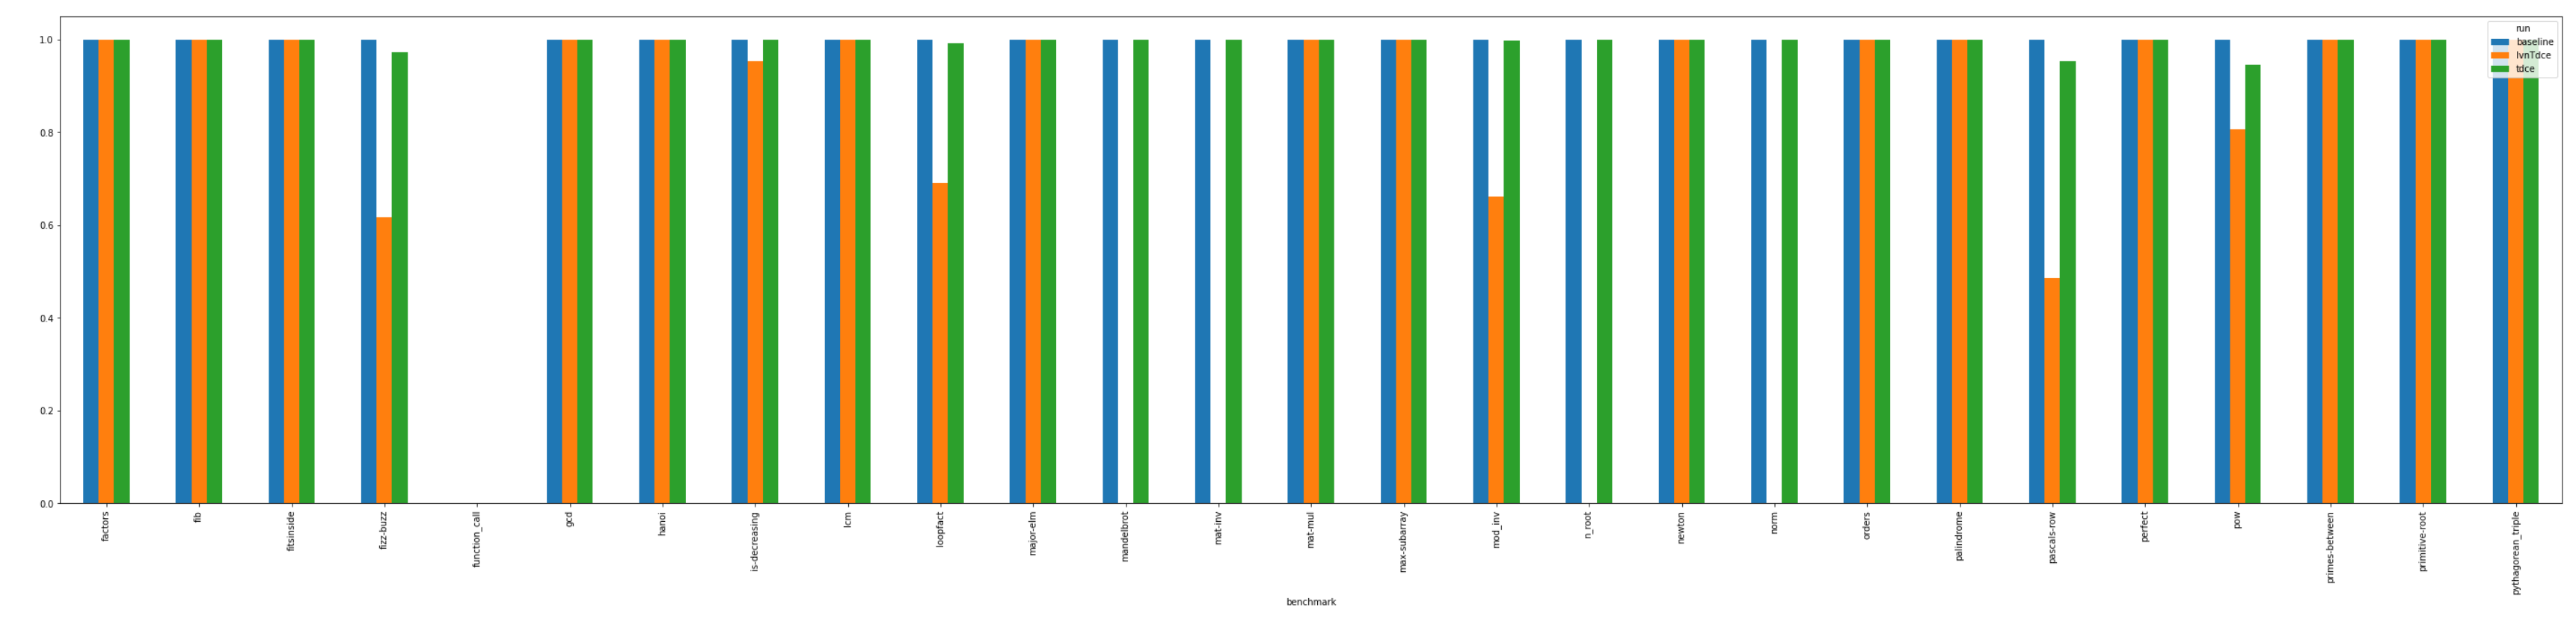 1.0
0.8
0.6
0.4
0.2
0.0
run
baseline
lvnTdce
tdce
factors
fib
fitsinside
fizz-buzz
function_call
gcd
hanoi
is-decreasing
lcm
loopfact
major-elm
mandelbrot
mat-inv
mat-mul
max-subarray
mod_inv
n_root
newton
norm
orders
palindrome
pascals-row
perfect
pow
primes-between
primitive-root
pythagorean_triple
benchmark